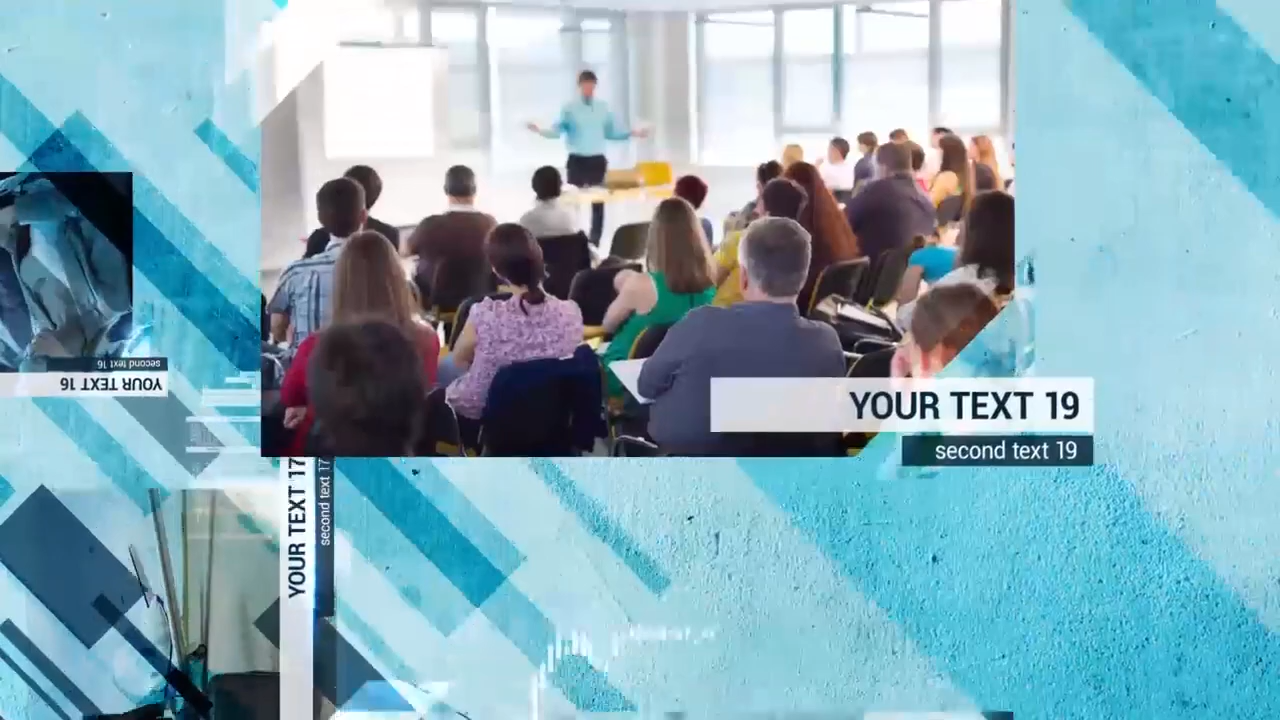 YOUR TEXT 19
second text 19
second text 16
YOUR TEXT 16
YOUR TEXT 17
second text 17